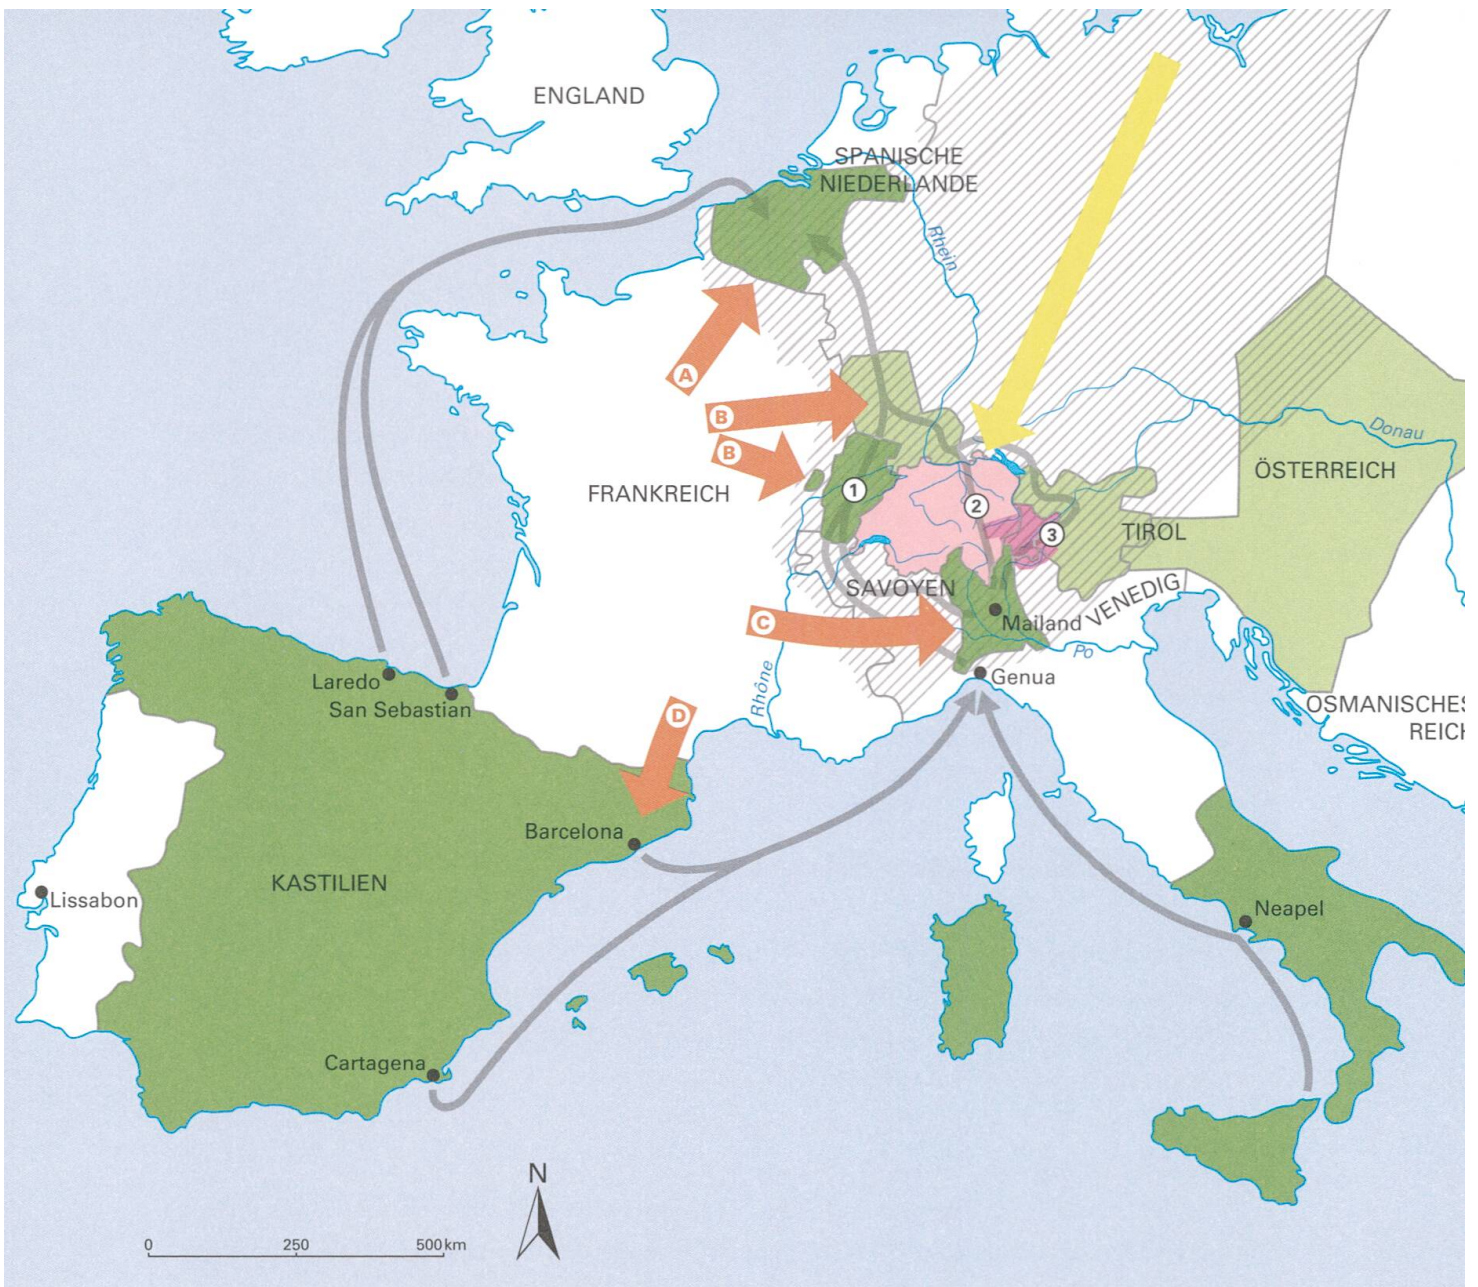 ENGLAND
SPANISCHE
NIEDERLANDE
Rhein
A
B
B
Donau
ÖSTERREICH
FRANKREICH
1
2
3
TIROL
SAVOYEN
VENEDIG
C
Mailand
Po
Rhône
Genua
Laredo
San Sebastian
D
OSMANISCHES
REICH
Barcelona
KASTILIEN
Lissabon
Neapel
Cartagena
N
0 250 500 km